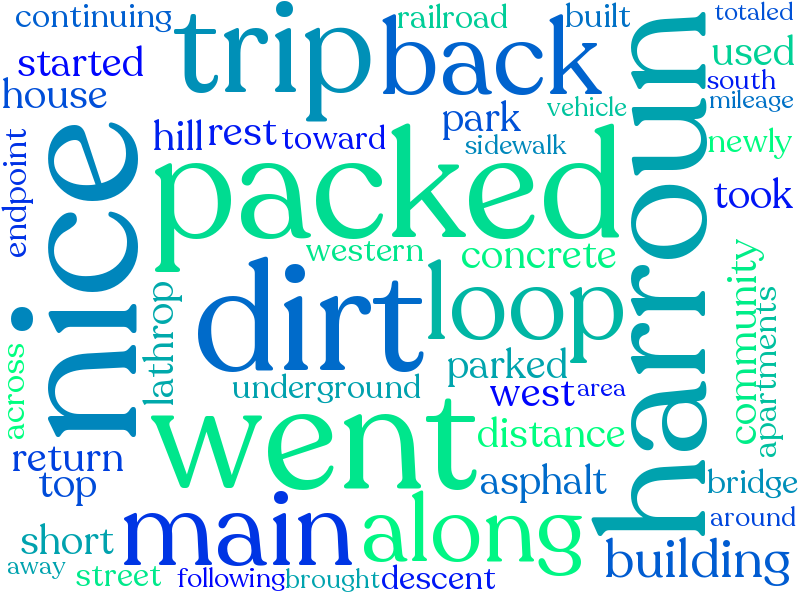 continuing
trip
back
railroad
built
totaled
started
house
used
south
mileage
park
vehicle
hill
rest
toward
sidewalk
newly
nice
packed
harroun
took
endpoint
western
concrete
dirt
loop
community
lathrop
apartments
parked
underground
west
area
across
went
distance
return
top
asphalt
bridge
main
along
around
short
building
away
street
following
brought
descent